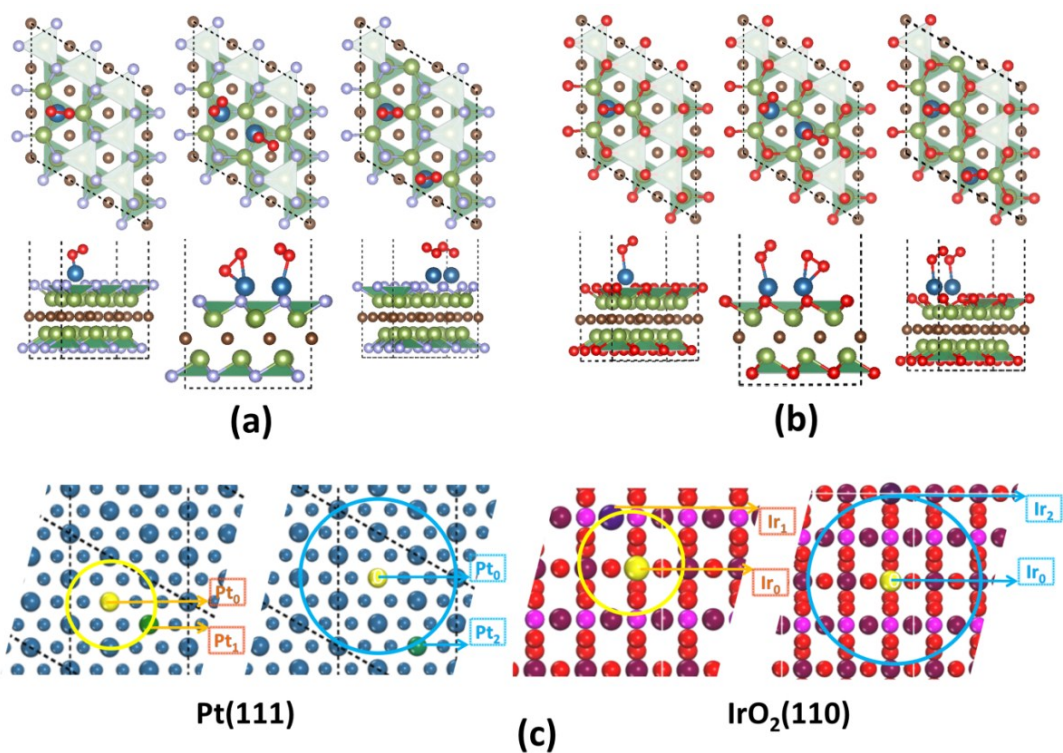 (a)
(b)
Pt₀
Pt₁
Pt₀
Pt₂
Ir₁
Ir₀
Ir₂
Ir₀
Pt(111)
IrO₂(110)
(c)